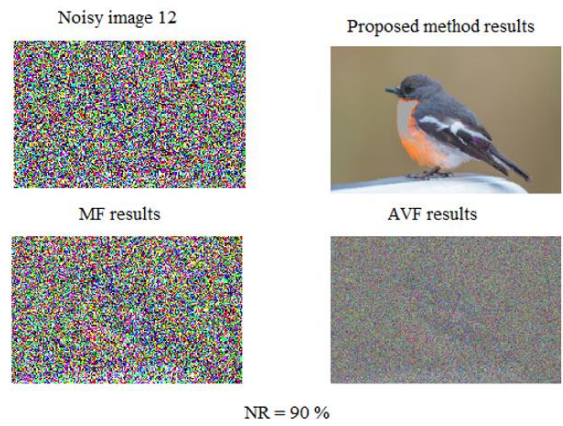 Noisy image 12
Proposed method results
MF results
AVF results
NR = 90 %